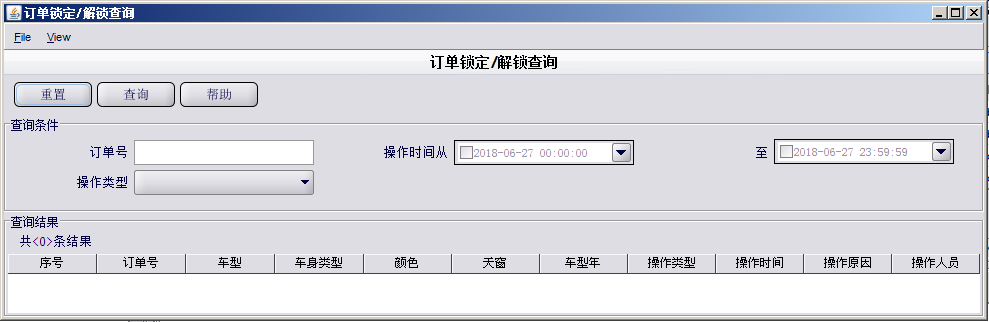 订单锁定/解锁查询
File View
订单锁定/解锁查询
重置 查询 帮助
查询条件
订单号 操作时间从 2018-06-27 00:00:00 至 2018-06-27 23:59:59
操作类型
查询结果
共<0>条结果
序号 订单号 车型 车身类型 颜色 天窗 车型年 操作类型 操作时间 操作原因 操作人员